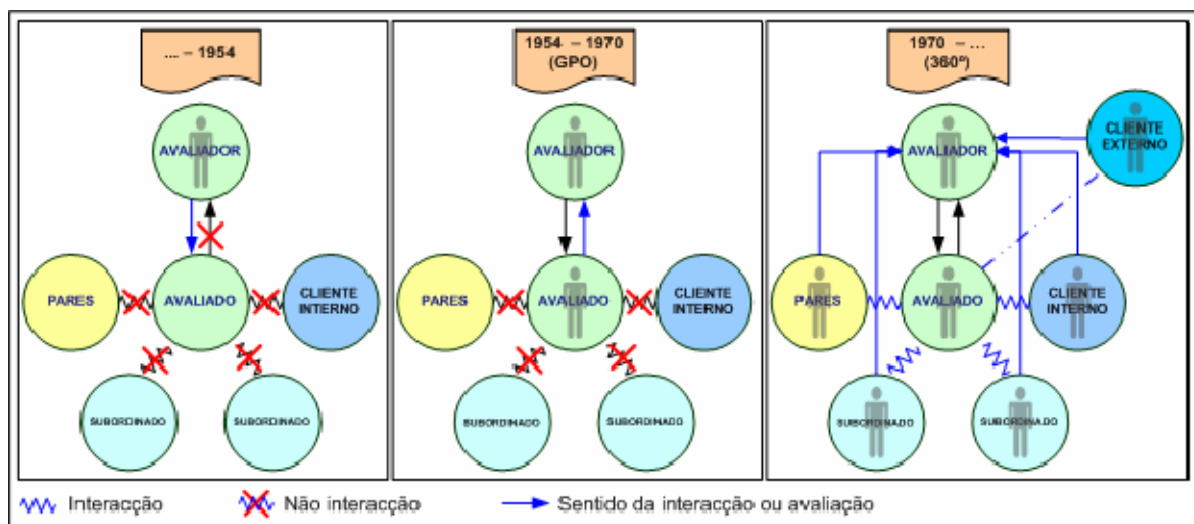 ... – 1954
AVALIADOR
PARES
AVALIADO
CLIENTE
INTERNO
SUBORDINADO
SUBORDINADO
1954 – 1970
(GPO)
AVALIADOR
PARES
AVALIADO
CLIENTE
INTERNO
SUBORDINADO
SUBORDINADO
1970 – ...
(360º)
AVALIADOR
CLIENTE
EXTERNO
PARES
AVALIADO
CLIENTE
INTERNO
SUBORDINADO
SUBORDINADO
Interacção
Não interacção
Sentido da interacção ou avaliação